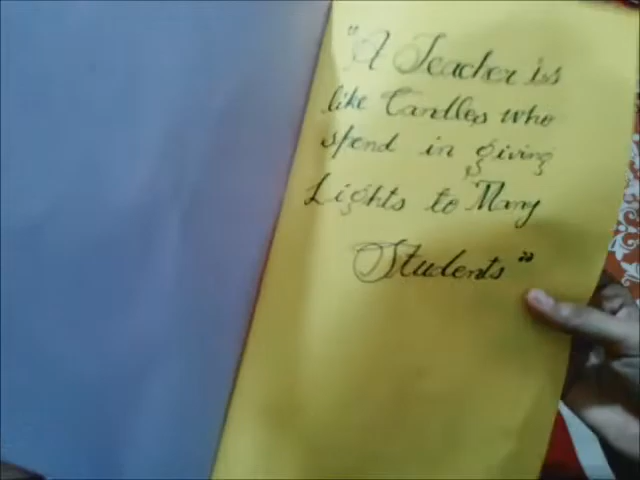 "A Teacher is
like Candles who
spend in giving
Lights to Many
Students"